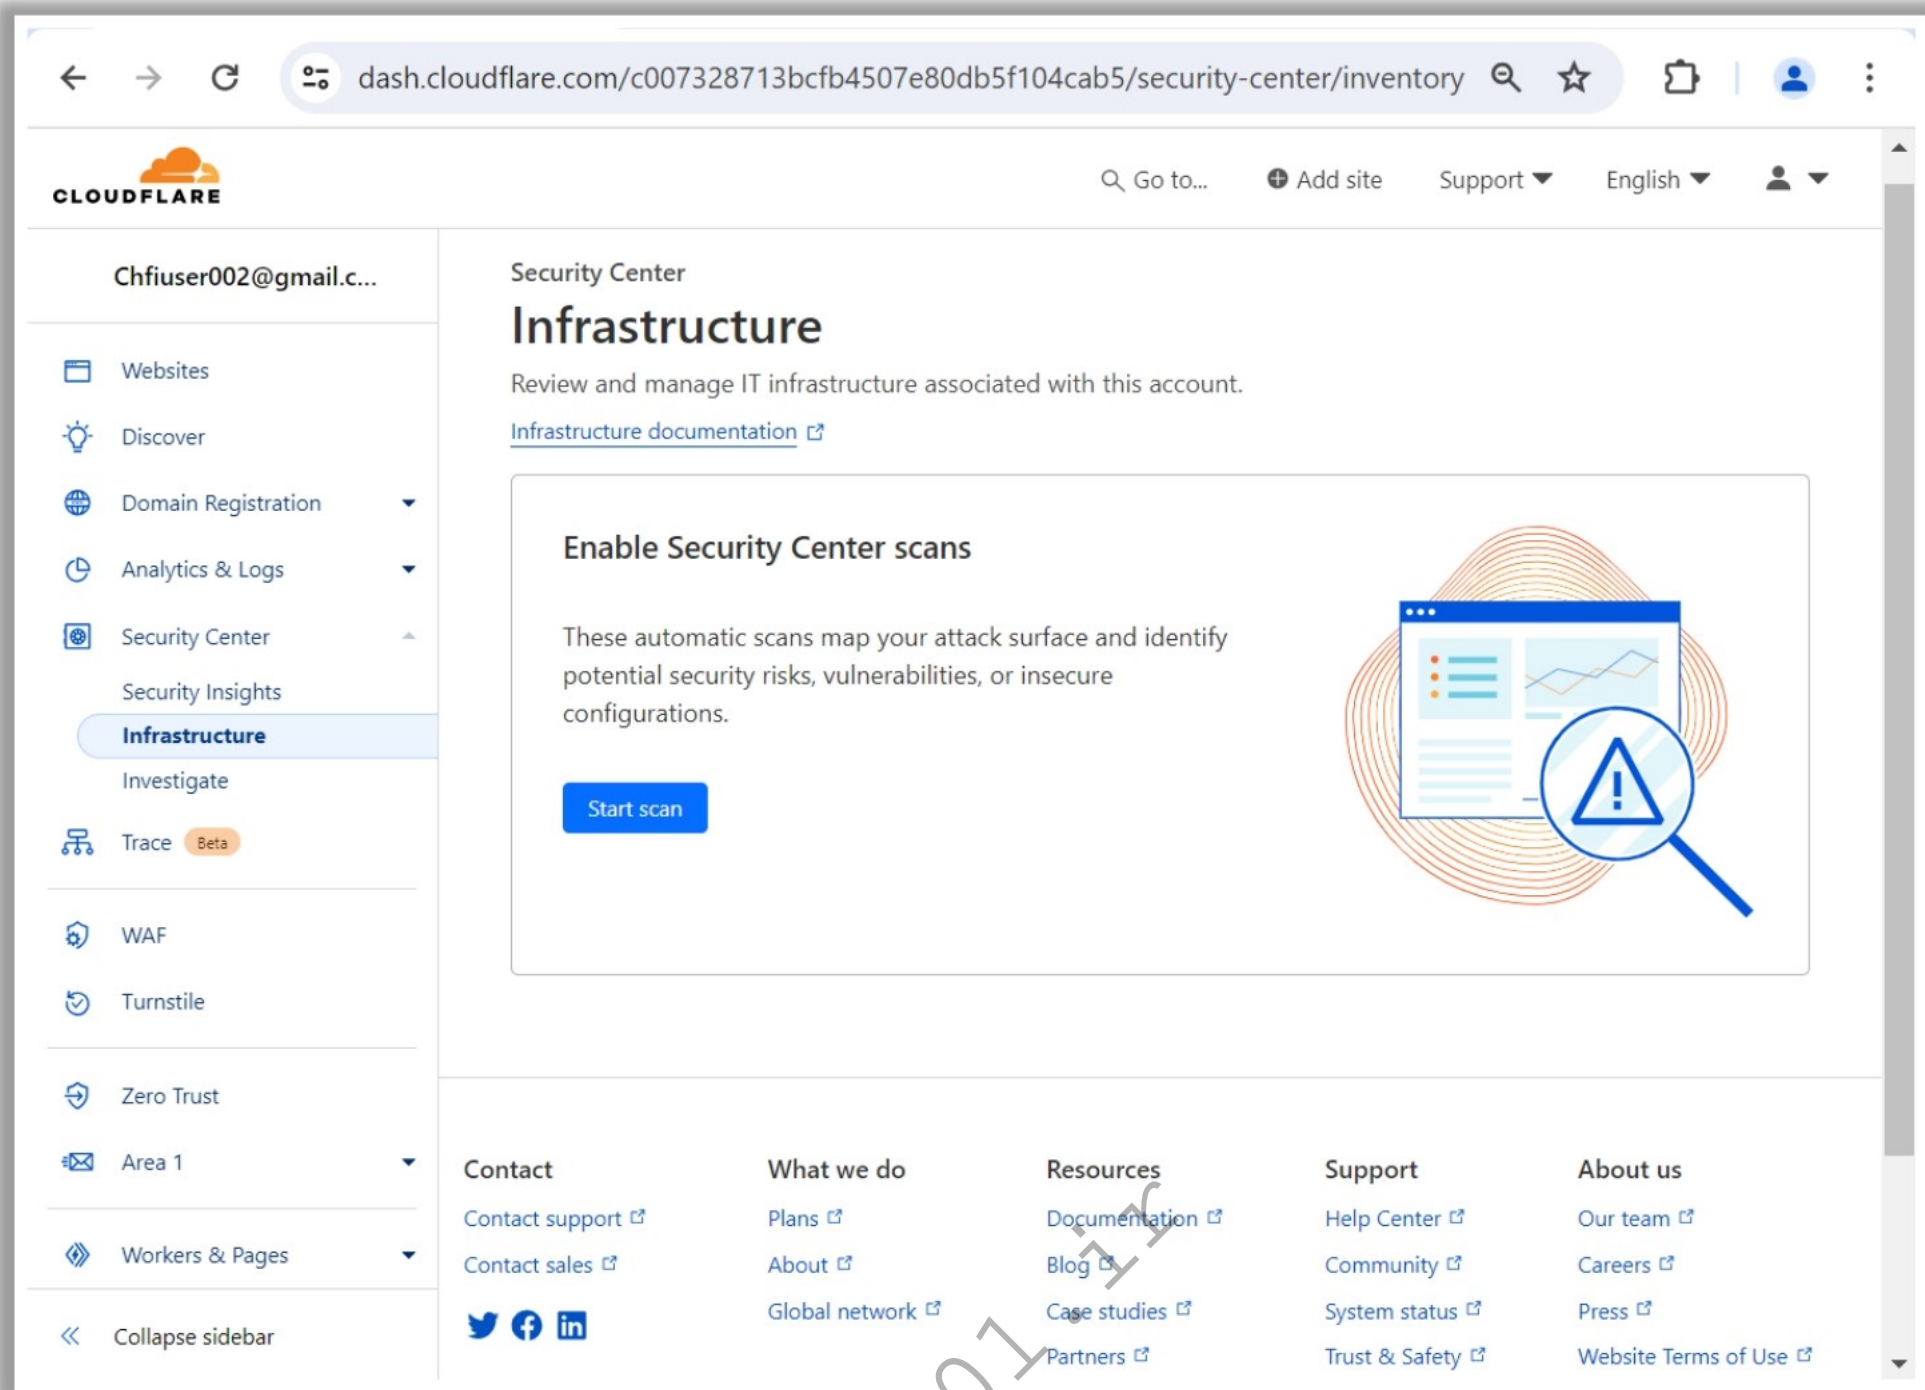 dash.cloudflare.com/c007328713bcfb4507e80db5f104cab5/security-center/inventory
CLOUDFLARE
Go to...
Add site
Support
English
Chfiuser002@gmail.c...
Websites
Discover
Domain Registration
Analytics & Logs
Security Center
Security Insights
Infrastructure
Investigate
Trace Beta
WAF
Turnstile
Zero Trust
Area 1
Workers & Pages
Collapse sidebar
Security Center
Infrastructure
Review and manage IT infrastructure associated with this account.
Infrastructure documentation
Enable Security Center scans
These automatic scans map your attack surface and identify
potential security risks, vulnerabilities, or insecure
configurations.
Start scan
Contact
Contact support
Contact sales
What we do
Plans
About
Global network
Resources
Documentation
Blog
Case studies
Partners
Support
Help Center
Community
System status
Trust & Safety
About us
Our team
Careers
Press
Website Terms of Use
01.ir